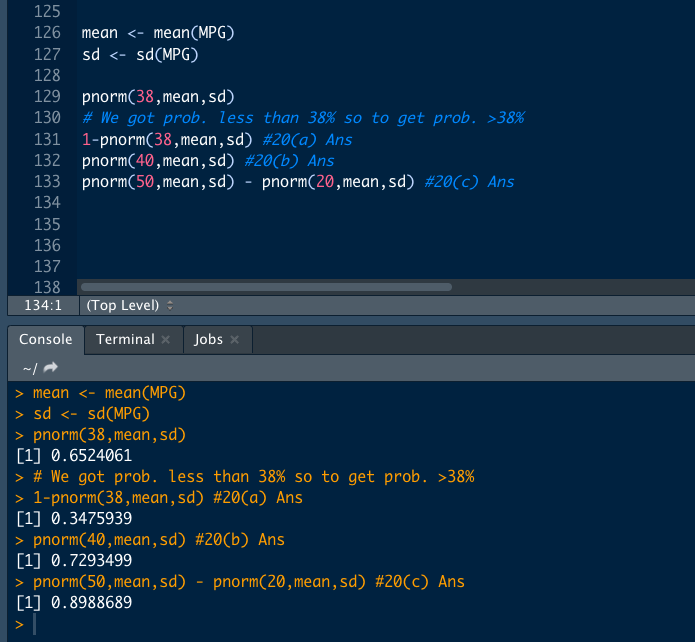 125
126 mean <- mean(MPG)
127 sd <- sd(MPG)
128
129 pnorm(38,mean,sd)
130 # We got prob. less than 38% so to get prob. >38%
131 1-pnorm(38,mean,sd) #20(a) Ans
132 pnorm(40,mean,sd) #20(b) Ans
133 pnorm(50,mean,sd) - pnorm(20,mean,sd) #20(c) Ans
134
135
136
137
138
134:1 (Top Level)
Console Terminal Jobs
~/
> mean <- mean(MPG)
> sd <- sd(MPG)
> pnorm(38,mean,sd)
[1] 0.6524061
> # We got prob. less than 38% so to get prob. >38%
> 1-pnorm(38,mean,sd) #20(a) Ans
[1] 0.3475939
> pnorm(40,mean,sd) #20(b) Ans
[1] 0.7293499
> pnorm(50,mean,sd) - pnorm(20,mean,sd) #20(c) Ans
[1] 0.8988689
>